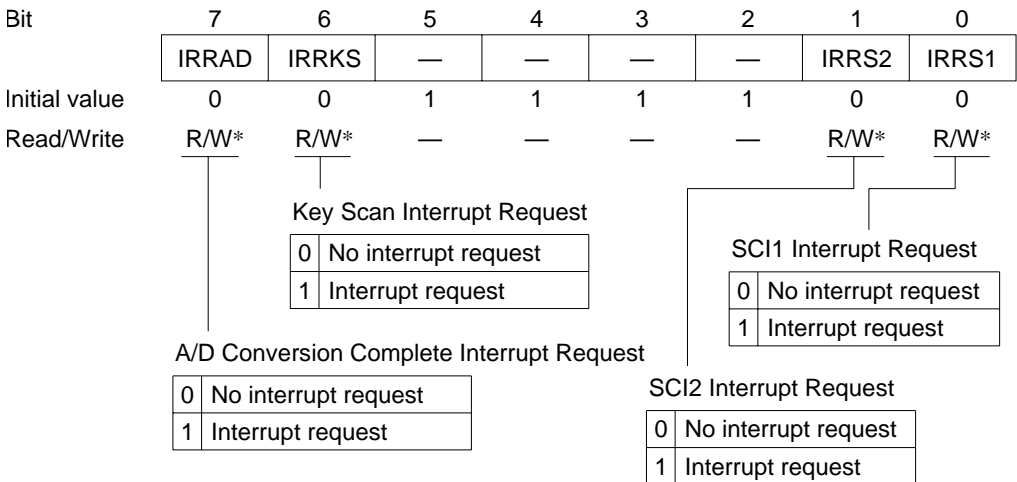 Bit 7 6 5 4 3 2 1 0
IRRAD IRRKS — — — — IRRS2 IRRS1
Initial value 0 0 1 1 1 1 0 0
Read/Write R/W* R/W* — — — — R/W* R/W*
Key Scan Interrupt Request
0 No interrupt request
1 Interrupt request
SCI1 Interrupt Request
0 No interrupt request
1 Interrupt request
A/D Conversion Complete Interrupt Request
0 No interrupt request
1 Interrupt request
SCI2 Interrupt Request
0 No interrupt request
1 Interrupt request